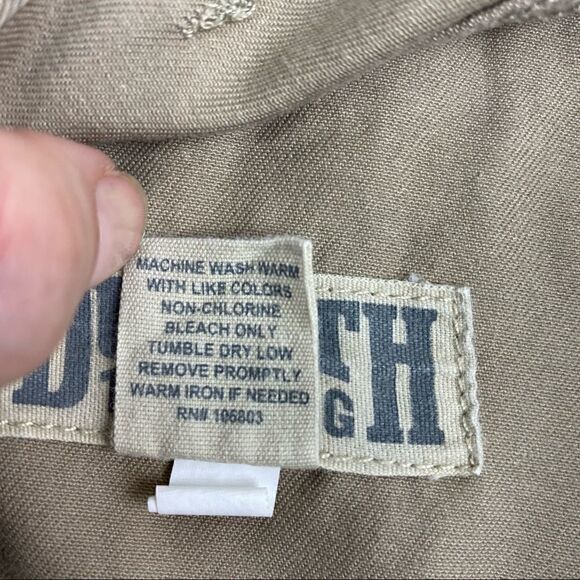 MACHINE WASH WARM
WITH LIKE COLORS
NON-CHLORINE
BLEACH ONLY
TUMBLE DRY LOW
REMOVE PROMPTLY
WARM IRON IF NEEDED
RN# 106803